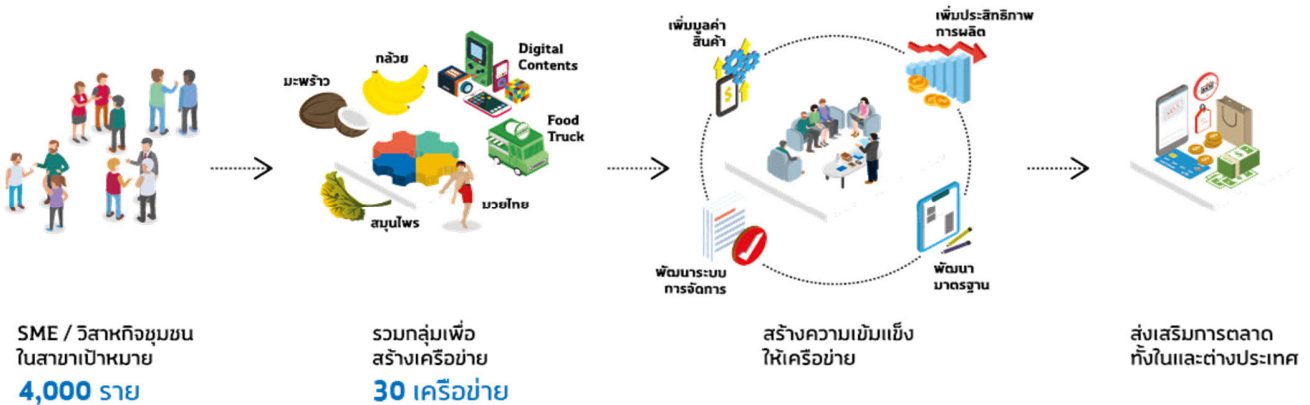 มะพร้าว
กล้วย
Digital
Contents
Food
Truck
มวยไทย
สมุนไพร
เพิ่มมูลค่า
สินค้า
เพิ่มประสิทธิภาพ
การผลิต
พัฒนาระบบ
การจัดการ
พัฒนา
มาตรฐาน
SME / วิสาหกิจชุมชน
ในสาขาเป้าหมาย
4,000 ราย
รวมกลุ่มเพื่อ
สร้างเครือข่าย
30 เครือข่าย
สร้างความเข้มแข็ง
ให้เครือข่าย
ส่งเสริมการตลาด
ทั้งในและต่างประเทศ